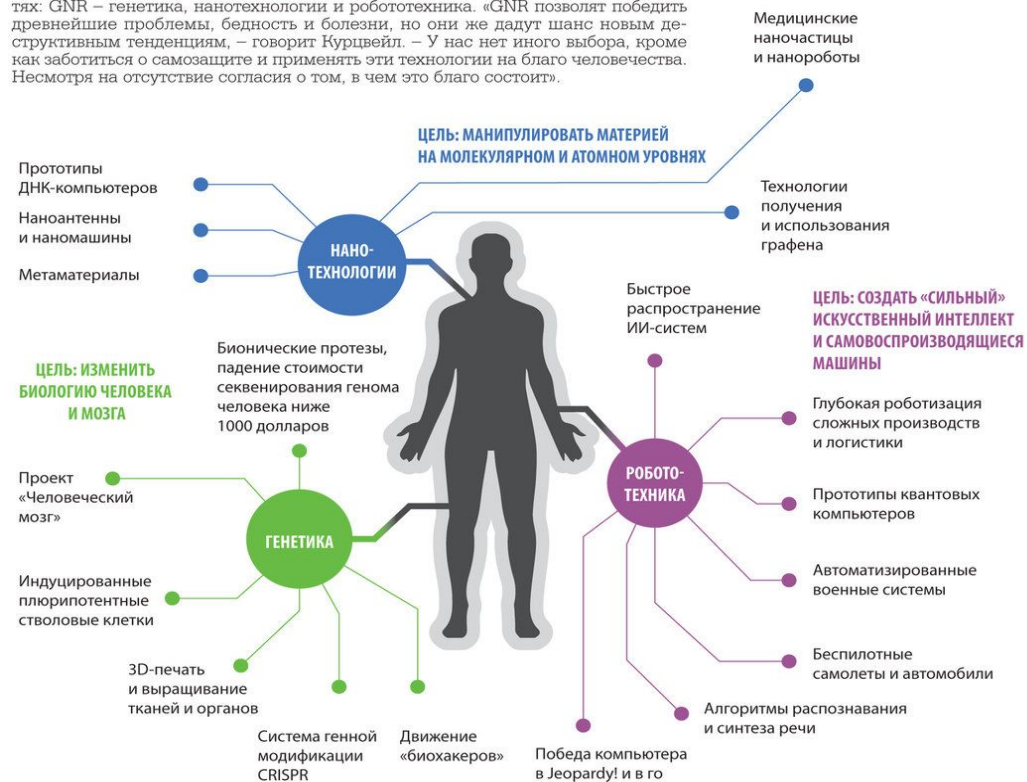 тях: GNR – генетика, нанотехнологии и робототехника. «GNR позволят победить
древнейшие проблемы, бедность и болезни, но они же дадут шанс новым де-
структивным тенденциям, – говорит Курцвейл. – У нас нет иного выбора, кроме
как заботиться о самозащите и применять эти технологии на благо человечества.
Несмотря на отсутствие согласия о том, в чем это благо состоит».
Медицинские
наночастицы
и нанороботы
ЦЕЛЬ: МАНИПУЛИРОВАТЬ МАТЕРИЕЙ
НА МОЛЕКУЛЯРНОМ И АТОМНОМ УРОВНЯХ
Прототипы
ДНК-компьютеров
Наноантенны
и наномашины
Метаматериалы
НАНО-
ТЕХНОЛОГИИ
Технологии
получения
и использования
графена
Быстрое
распространение
ИИ-систем
ЦЕЛЬ: СОЗДАТЬ «СИЛЬНЫЙ»
ИСКУССТВЕННЫЙ ИНТЕЛЛЕКТ
И САМОВОСПРОИЗВОДЯЩИЕСЯ
МАШИНЫ
ЦЕЛЬ: ИЗМЕНИТЬ
БИОЛОГИЮ ЧЕЛОВЕКА
И МОЗГА
Бионические протезы,
падение стоимости
секвенирования генома
человека ниже
1000 долларов
Глубокая роботизация
сложных производств
и логистики
Проект
«Человеческий
мозг»
РОБОТО-
ТЕХНИКА
Прототипы квантовых
компьютеров
ГЕНЕТИКА
Автоматизированные
военные системы
Индуцированные
плюрипотентные
стволовые клетки
Беспилотные
самолеты и автомобили
3D-печать
и выращивание
тканей и органов
Алгоритмы распознавания
и синтеза речи
Система генной
модификации
CRISPR
Движение
«биохакеров»
Победа компьютера
в Jeopardy! и в го